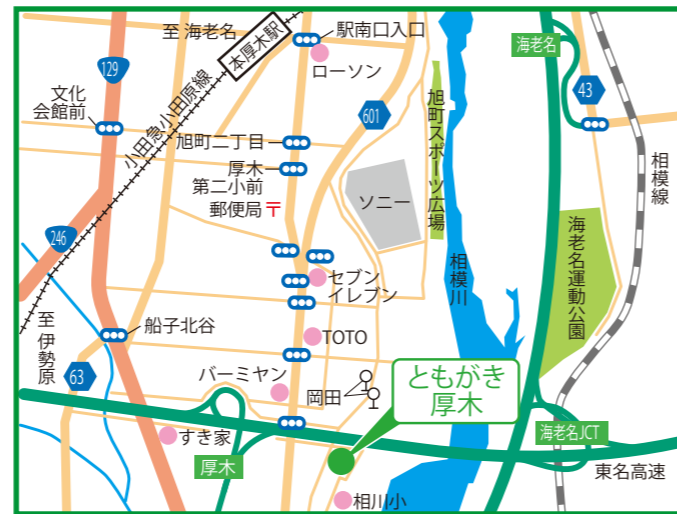 至 海老名
本厚木駅
駅南口入口
ローソン
海老名
129
文化
会館前
小田急小田原線
601
43
旭町二丁目
厚木
第二小前
郵便局
〒
ソニー
旭町スポーツ広場
相模線
246
セブン
イレブン
相模川
海老名運動公園
至 伊勢原
船子北谷
TOTO
63
バーミヤン
岡田
ともがき
厚木
すき家
厚木
海老名JCT
東名高速
相川小